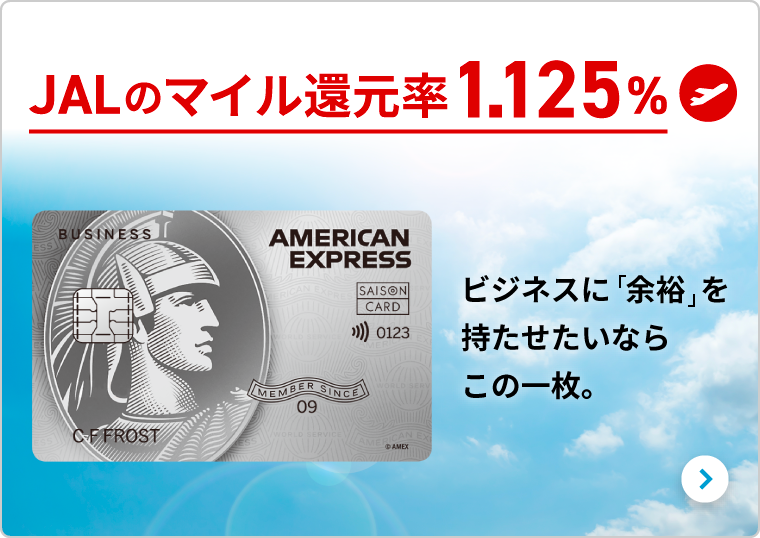 JALのマイル還元率1.125%
BUSINESS
AMERICAN
EXPRESS
SAISON
CARD
0123
MEMBER SINCE
09
C F FROST
© AMEX
ビジネスに「余裕」を
持たせたいなら
この一枚。